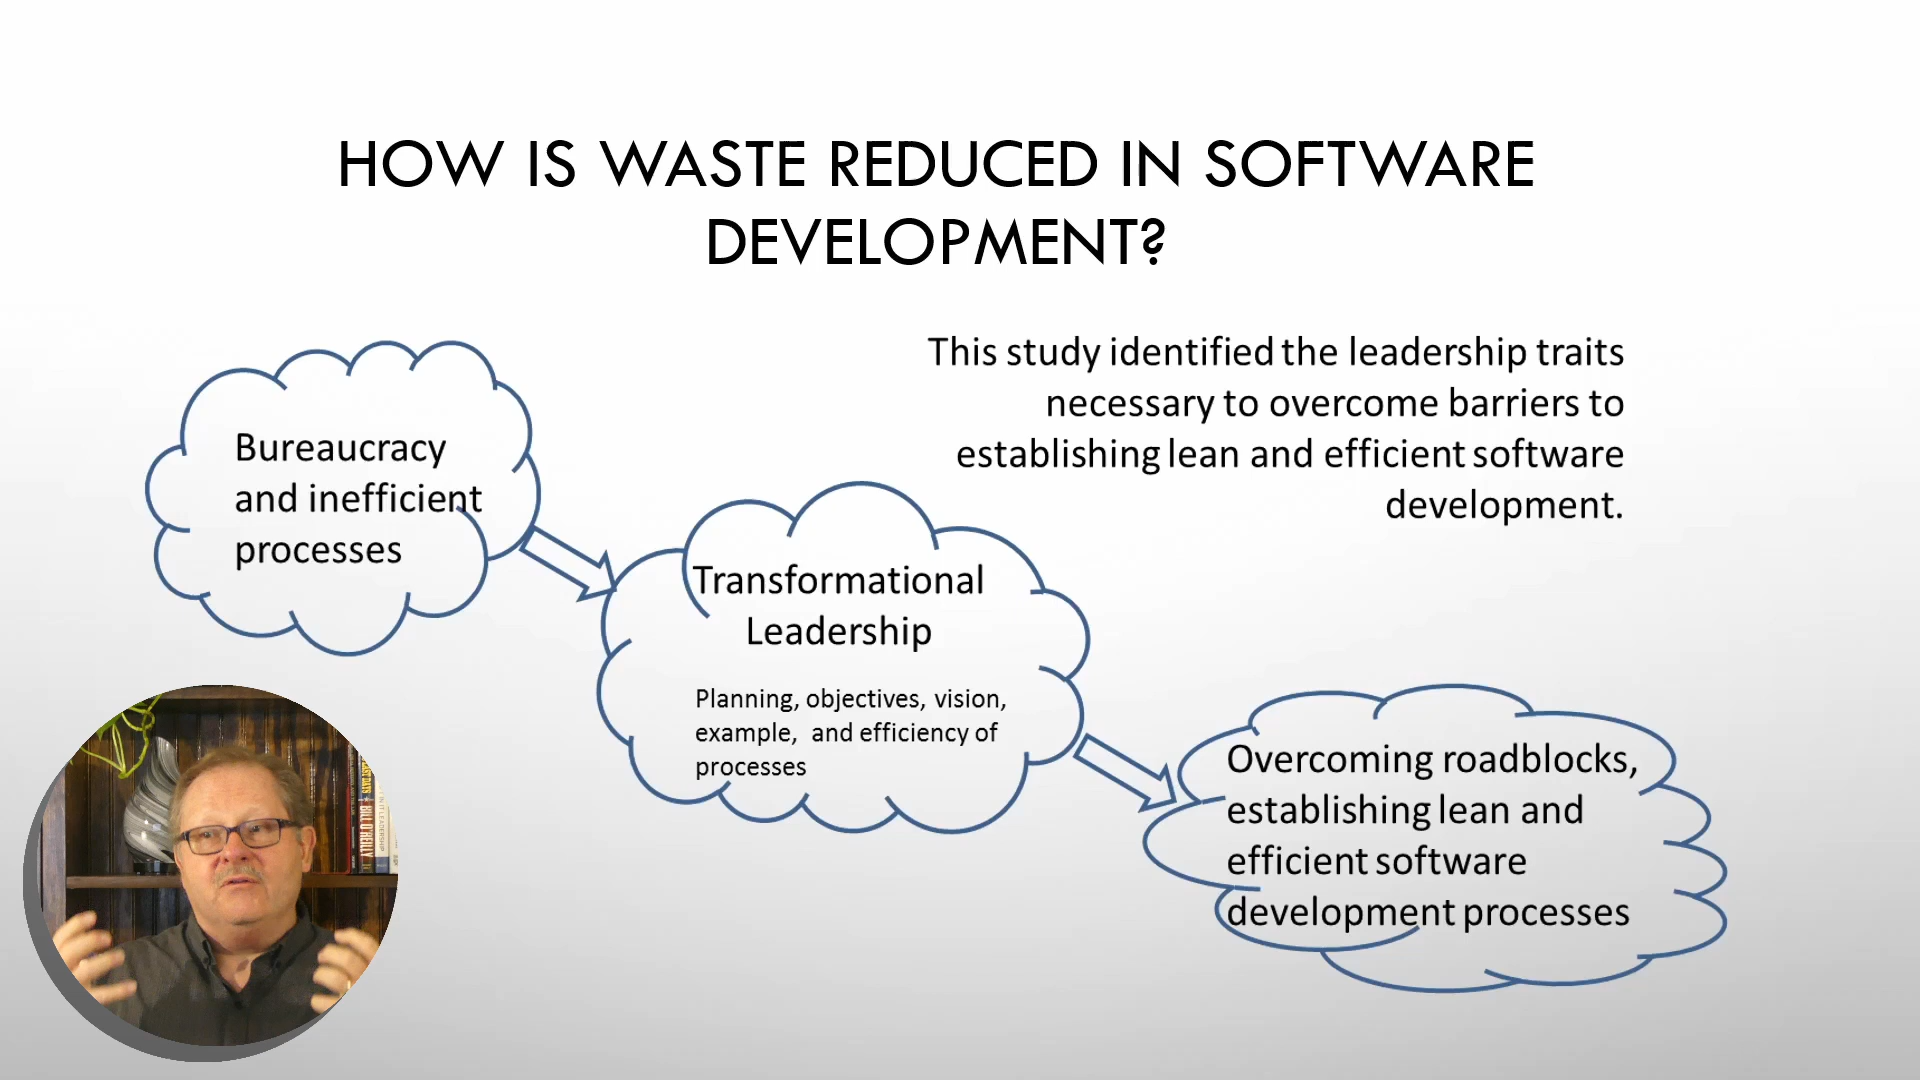 HOW IS WASTE REDUCED IN SOFTWARE
DEVELOPMENT?
This study identified the leadership traits
necessary to overcome barriers to
establishing lean and efficient software
development.
Bureaucracy
and inefficient
processes
Transformational
Leadership
Planning, objectives, vision,
example, and efficiency of
processes
Overcoming roadblocks,
establishing lean and
efficient software
development processes
BILL O'REILLY